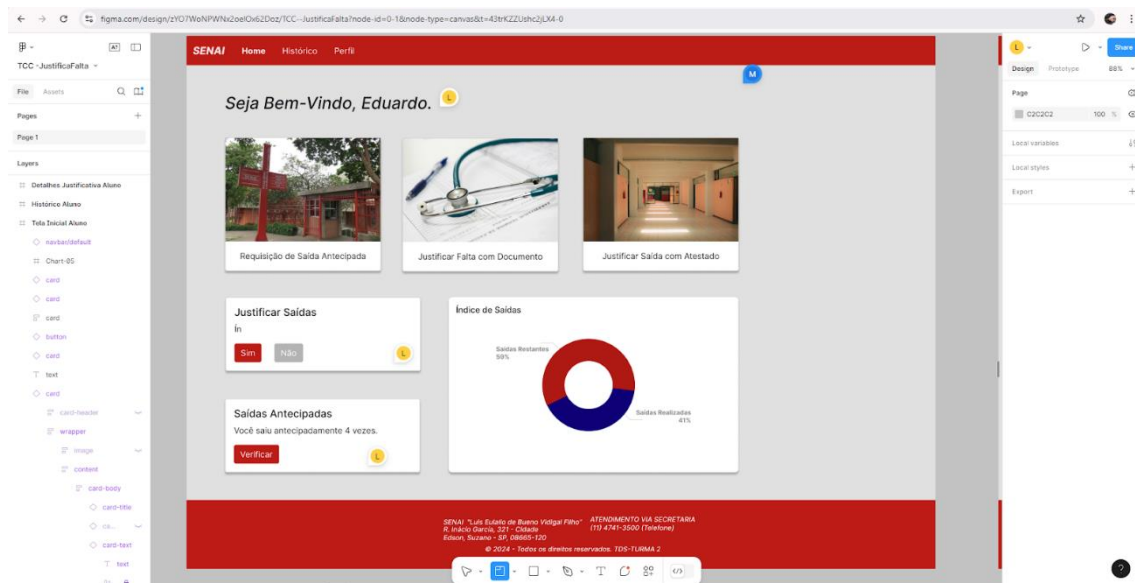 figma.com/design/zYO7WoNPWNx2oelOx62Doz/TCC--JustificaFalta?node-id=0-1&node-type=canvas&t=43trKZZUshc2jLX4-0
TCC -JustificaFalta
File Assets
Pages
Page 1
Layers
Detalhes Justificativa Aluno
Histórico Aluno
Tela Inicial Aluno
navbar/default
Chart-05
card
card
card
button
card
text
card
card-header
wrapper
image
content
card-body
card-title
ca...
card-text
text
SENAI Home Histórico Perfil
M
Seja Bem-Vindo, Eduardo.
L
Requisição de Saída Antecipada
Justificar Falta com Documento
Justificar Saída com Atestado
Justificar Saídas
Ín
Sim Não
L
Saídas Antecipadas
Você saiu antecipadamente 4 vezes.
Verificar
L
Índice de Saídas
Saídas Restantes
59%
Saídas Realizadas
41%
SENAI "Luis Eulalio de Bueno Vidigal Filho"
R. Inácio Garcia, 321 - Cidade
Edson, Suzano - SP, 08665-120
ATENDIMENTO VIA SECRETARIA
(11) 4741-3500 (Telefone)
© 2024 - Todos os direitos reservados. TDS-TURMA 2
L
Share
Design Prototype 88%
Page
C2C2C2 100 %
Local variables
Local styles
Export
?